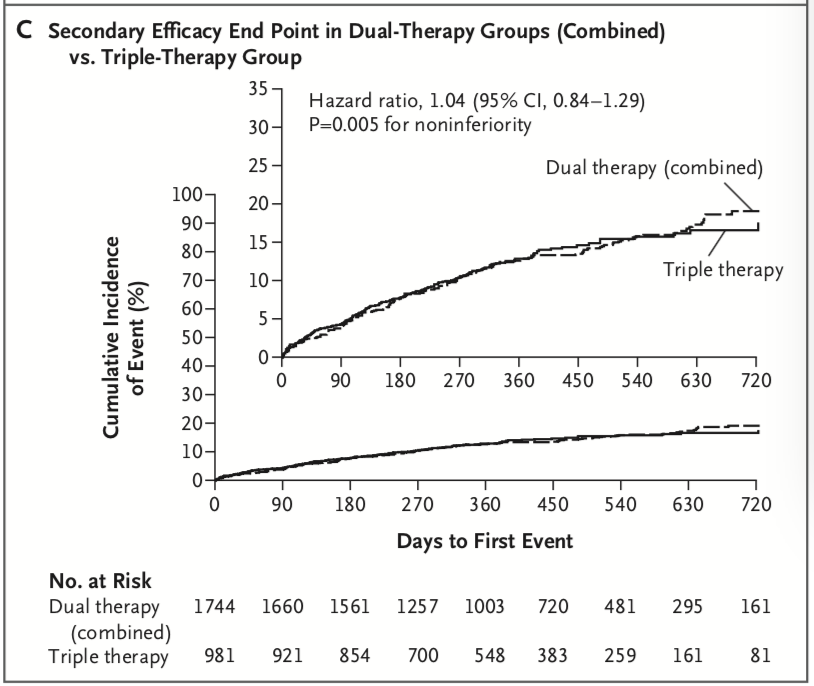 C Secondary Efficacy End Point in Dual-Therapy Groups (Combined)
vs. Triple-Therapy Group
35
30
25
20
15
10
5
0
Hazard ratio, 1.04 (95% CI, 0.84–1.29)
P=0.005 for noninferiority
Dual therapy (combined)
Triple therapy
0 90 180 270 360 450 540 630 720
Cumulative Incidence
of Event (%)
100
90
80
70
60
50
40
30
20
10
0
0 90 180 270 360 450 540 630 720
Days to First Event
No. at Risk
Dual therapy 1744 1660 1561 1257 1003 720 481 295 161
(combined)
Triple therapy 981 921 854 700 548 383 259 161 81